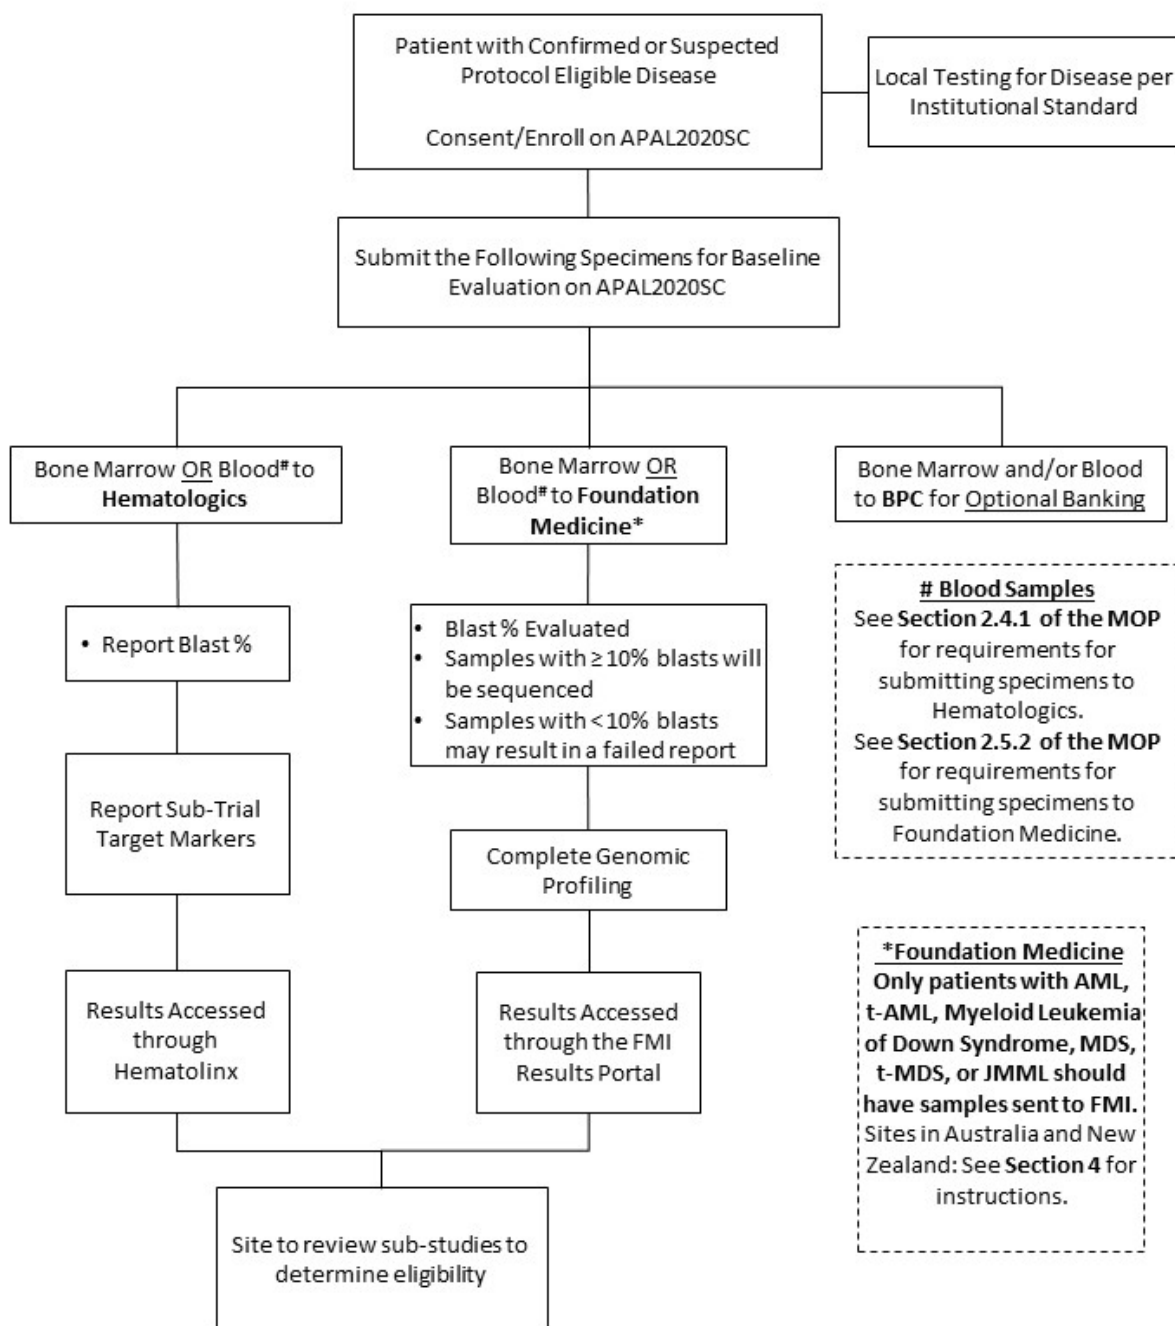 Patient with Confirmed or Suspected
Protocol Eligible Disease
Consent/Enroll on APAL2020SC
Local Testing for Disease per
Institutional Standard
Submit the Following Specimens for Baseline
Evaluation on APAL2020SC
Bone Marrow OR Blood# to
Hematologics
Bone Marrow OR
Blood# to Foundation
Medicine*
Bone Marrow and/or Blood
to BPC for Optional Banking
• Report Blast %
• Blast % Evaluated
• Samples with ≥ 10% blasts will
be sequenced
• Samples with <10% blasts
may result in a failed report
# Blood Samples
See Section 2.4.1 of the MOP
for requirements for
submitting specimens to
Hematologics.
See Section 2.5.2 of the MOP
for requirements for
submitting specimens to
Foundation Medicine.
Report Sub-Trial
Target Markers
Complete Genomic
Profiling
*Foundation Medicine
Only patients with AML,
t-AML, Myeloid Leukemia
of Down Syndrome, MDS,
t-MDS, or JMML should
have samples sent to FMI.
Sites in Australia and New
Zealand: See Section 4 for
instructions.
Results Accessed
through
Hematolinx
Results Accessed
through the FMI
Results Portal
Site to review sub-studies to
determine eligibility